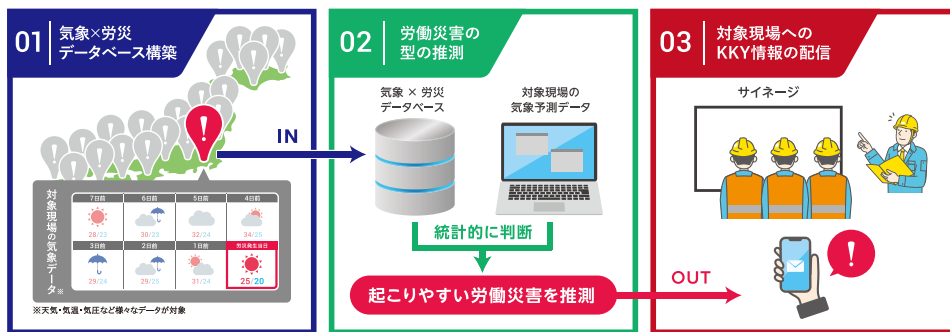 01
気象×労災
データベース構築
対象現場の気象データ※
7日前
6日前
5日前
4日前
28/23
30/22
32/24
34/25
3日前
2日前
1日前
労災発生当日
29/24
29/25
31/24
25/20
※天気・気温・気圧など様々なデータが対象
IN
02
労働災害の
型の推測
気象 × 労災
データベース
対象現場の
気象予測データ
統計的に判断
起こりやすい労働災害を推測
OUT
03
対象現場への
KKY情報の配信
サイネージ